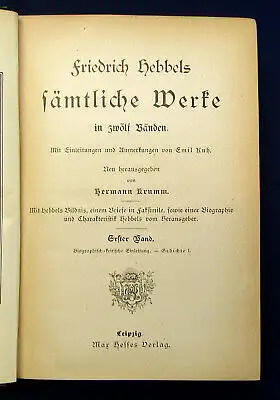 Friedrich Hebbels
sämtliche Werke
in zwölf Bänden.
Mit Einleitungen und Anmerkungen von Emil Kuh.
Neu herausgegeben
von
Hermann Krumm.
Mit Hebbels Bildnis, einem Briefe in Faksimile, sowie einer Biographie
und Charakteristik Hebbels vom Herausgeber.
Erster Band.
Biographisch-kritische Einleitung. — Gedichte I.
Leipzig.
Max Hesses Verlag.